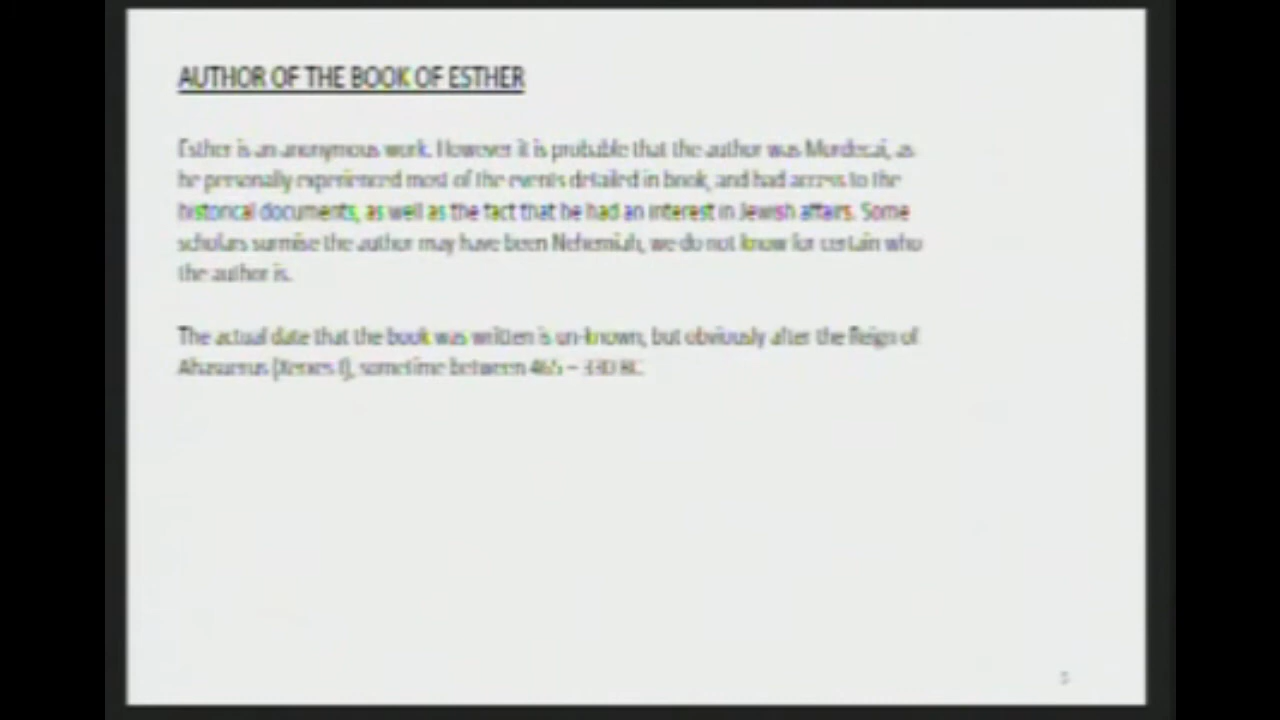 AUTHOR OF THE BOOK OF ESTHER
Esther is an anonymous work. However it is probable that the author was Mordecai, as
he personally experienced most of the events detailed in book, and had access to the
historical documents, as well as the fact that he had an interest in Jewish affairs. Some
scholars surmise the author may have been Nehemiah, we do not know for certain who
the author is.
The actual date that the book was written is un-known, but obviously after the Reign of
Ahasuerus (Xerxes I), sometime between 465 – 330 BC.
5